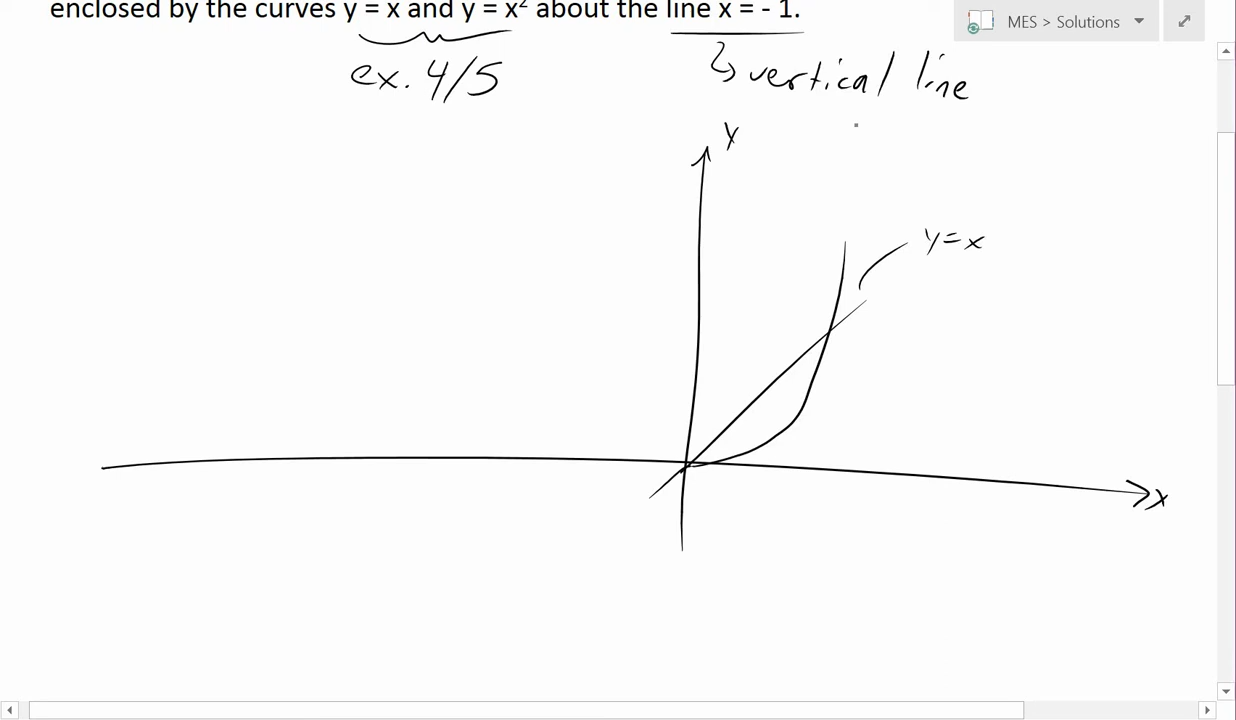 enclosed by the curves y = x and y = x² about the line x = - 1.
MES > Solutions
ex. 4/5
vertical line
y
y=x
x